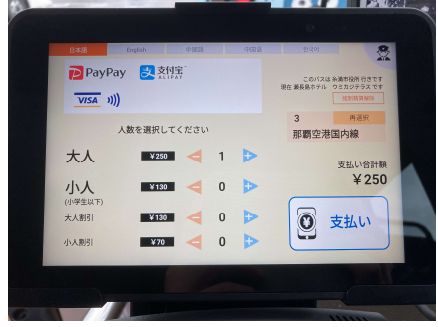 日本語 English 中国語 中国语 한국어
PayPay 支付宝 ALIPAY
VISA
このバスは 糸満市役所 行きです
現在 瀬長島ホテル ウミカジテラス です
人数を選択してください
3 再選択
那覇空港国内線
大人 ¥250 1
小人 ¥130 0
(小学生以下)
大人割引 ¥130 0
小人割引 ¥70 0
支払い合計額
¥250
支払い